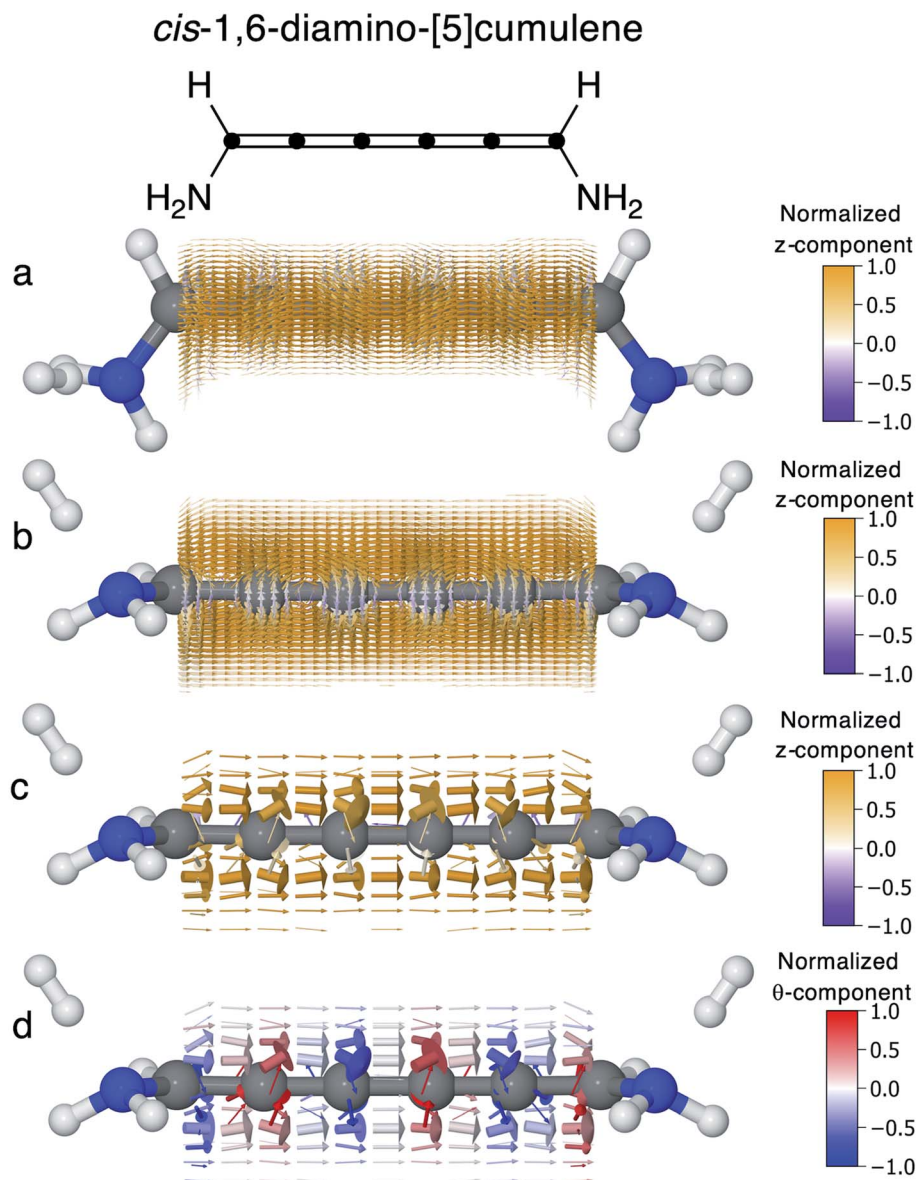 cis-1,6-diamino-[5]cumulene
H H
H₂N NH₂
a
Normalized
z-component
1.0
0.5
0.0
−0.5
−1.0
b
Normalized
z-component
1.0
0.5
0.0
−0.5
−1.0
c
Normalized
z-component
1.0
0.5
0.0
−0.5
−1.0
d
Normalized
θ-component
1.0
0.5
0.0
−0.5
−1.0